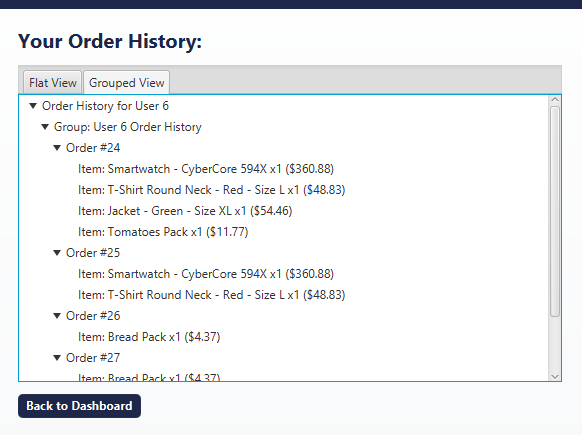 Your Order History:
Flat View Grouped View
Order History for User 6
Group: User 6 Order History
Order #24
Item: Smartwatch - CyberCore 594X x1 ($360.88)
Item: T-Shirt Round Neck - Red - Size L x1 ($48.83)
Item: Jacket - Green - Size XL x1 ($54.46)
Item: Tomatoes Pack x1 ($11.77)
Order #25
Item: Smartwatch - CyberCore 594X x1 ($360.88)
Item: T-Shirt Round Neck - Red - Size L x1 ($48.83)
Order #26
Item: Bread Pack x1 ($4.37)
Order #27
Item: Bread Pack x1 ($4.37)
Back to Dashboard